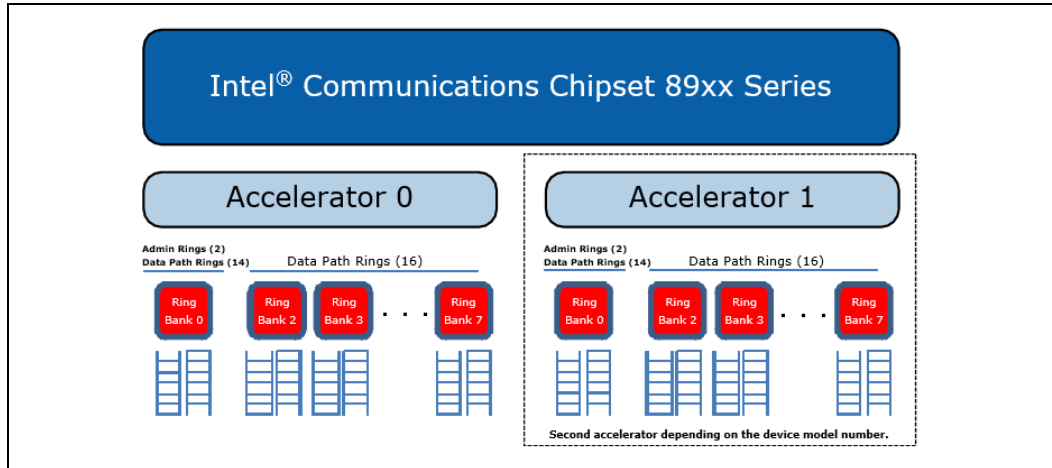 Intel® Communications Chipset 89xx Series
Accelerator 0
Admin Rings (2)
Data Path Rings (14)
Data Path Rings (16)
Ring
Bank 0
Ring
Bank 2
Ring
Bank 3
. . .
Ring
Bank 7
Accelerator 1
Admin Rings (2)
Data Path Rings (14)
Data Path Rings (16)
Ring
Bank 0
Ring
Bank 2
Ring
Bank 3
. . .
Ring
Bank 7
Second accelerator depending on the device model number.